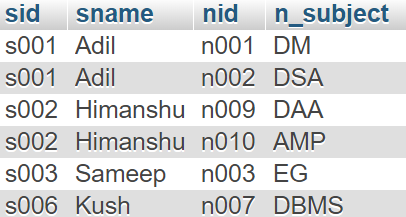 sid sname nid n_subject
s001 Adil n001 DM
s001 Adil n002 DSA
s002 Himanshu n009 DAA
s002 Himanshu n010 AMP
s003 Sameep n003 EG
s006 Kush n007 DBMS